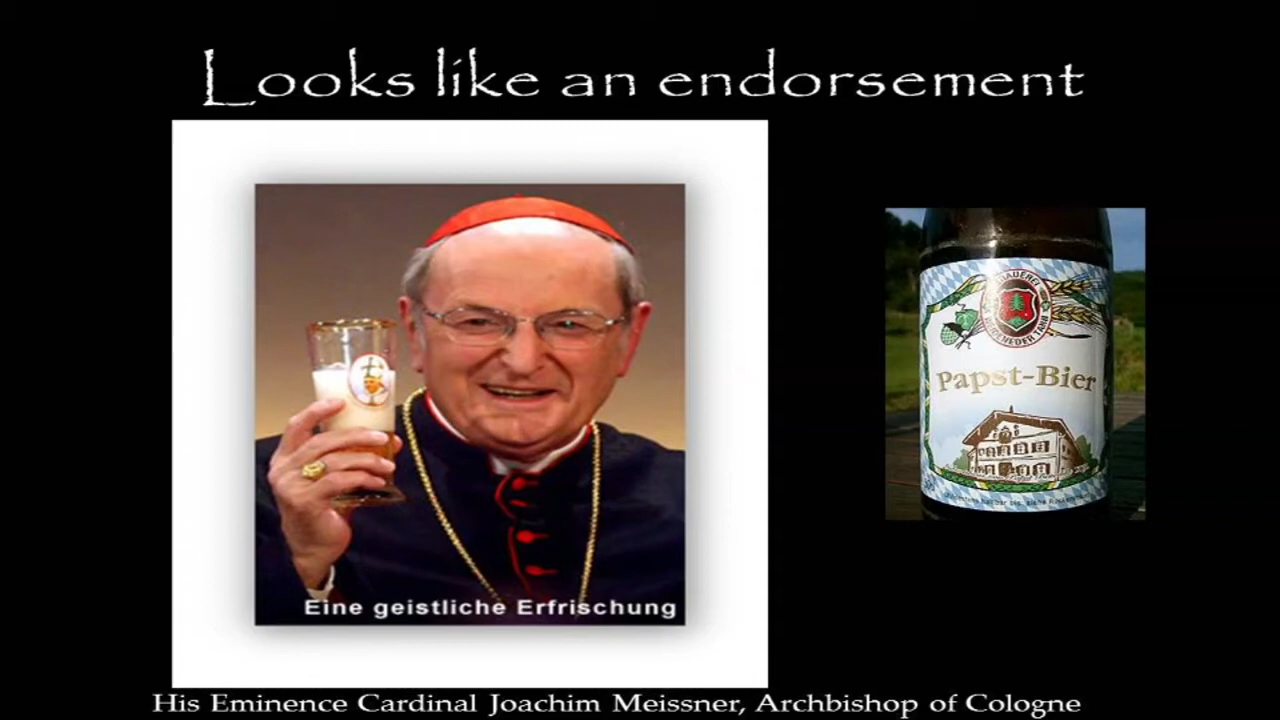 Looks like an endorsement
Papst-Bier
Eine geistliche Erfrischung
His Eminence Cardinal Joachim Meissner, Archbishop of Cologne